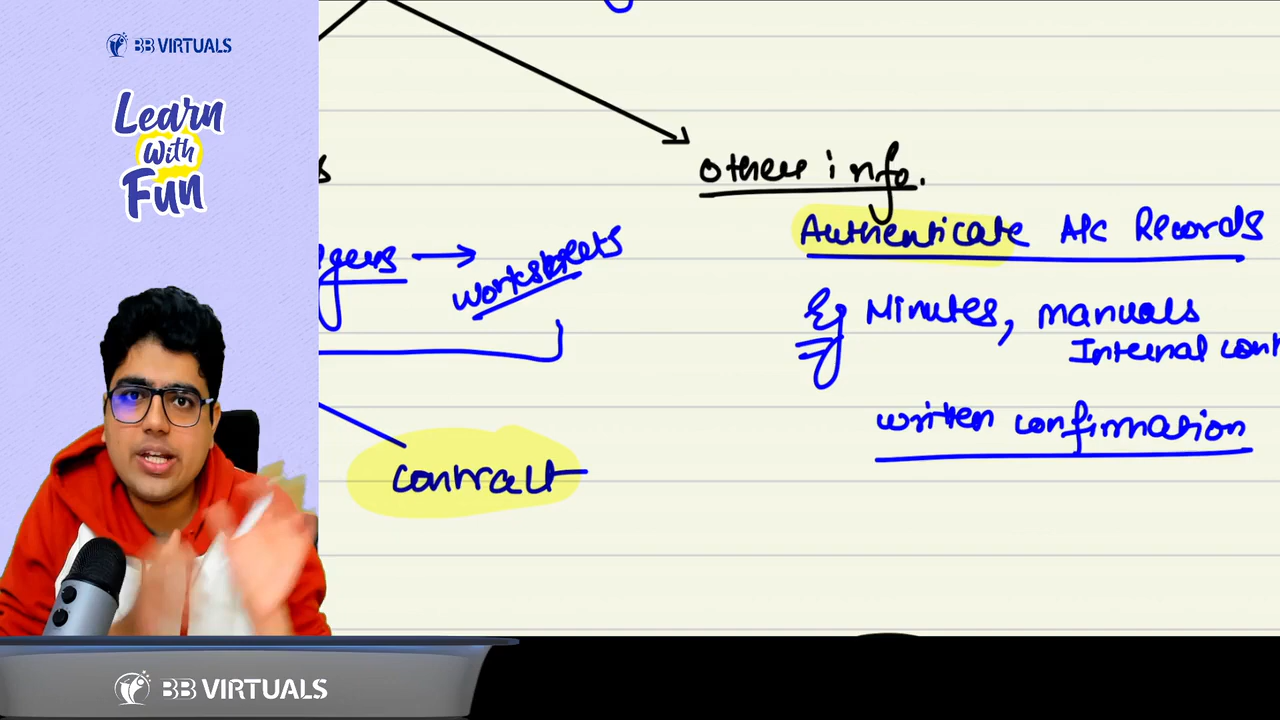 BB VIRTUALS
Learn
With
Fun
other info.
Authenticate A/c Records
Worksheets
Eg Minutes, manuals
Internal cont
written confirmation
contract
BB VIRTUALS